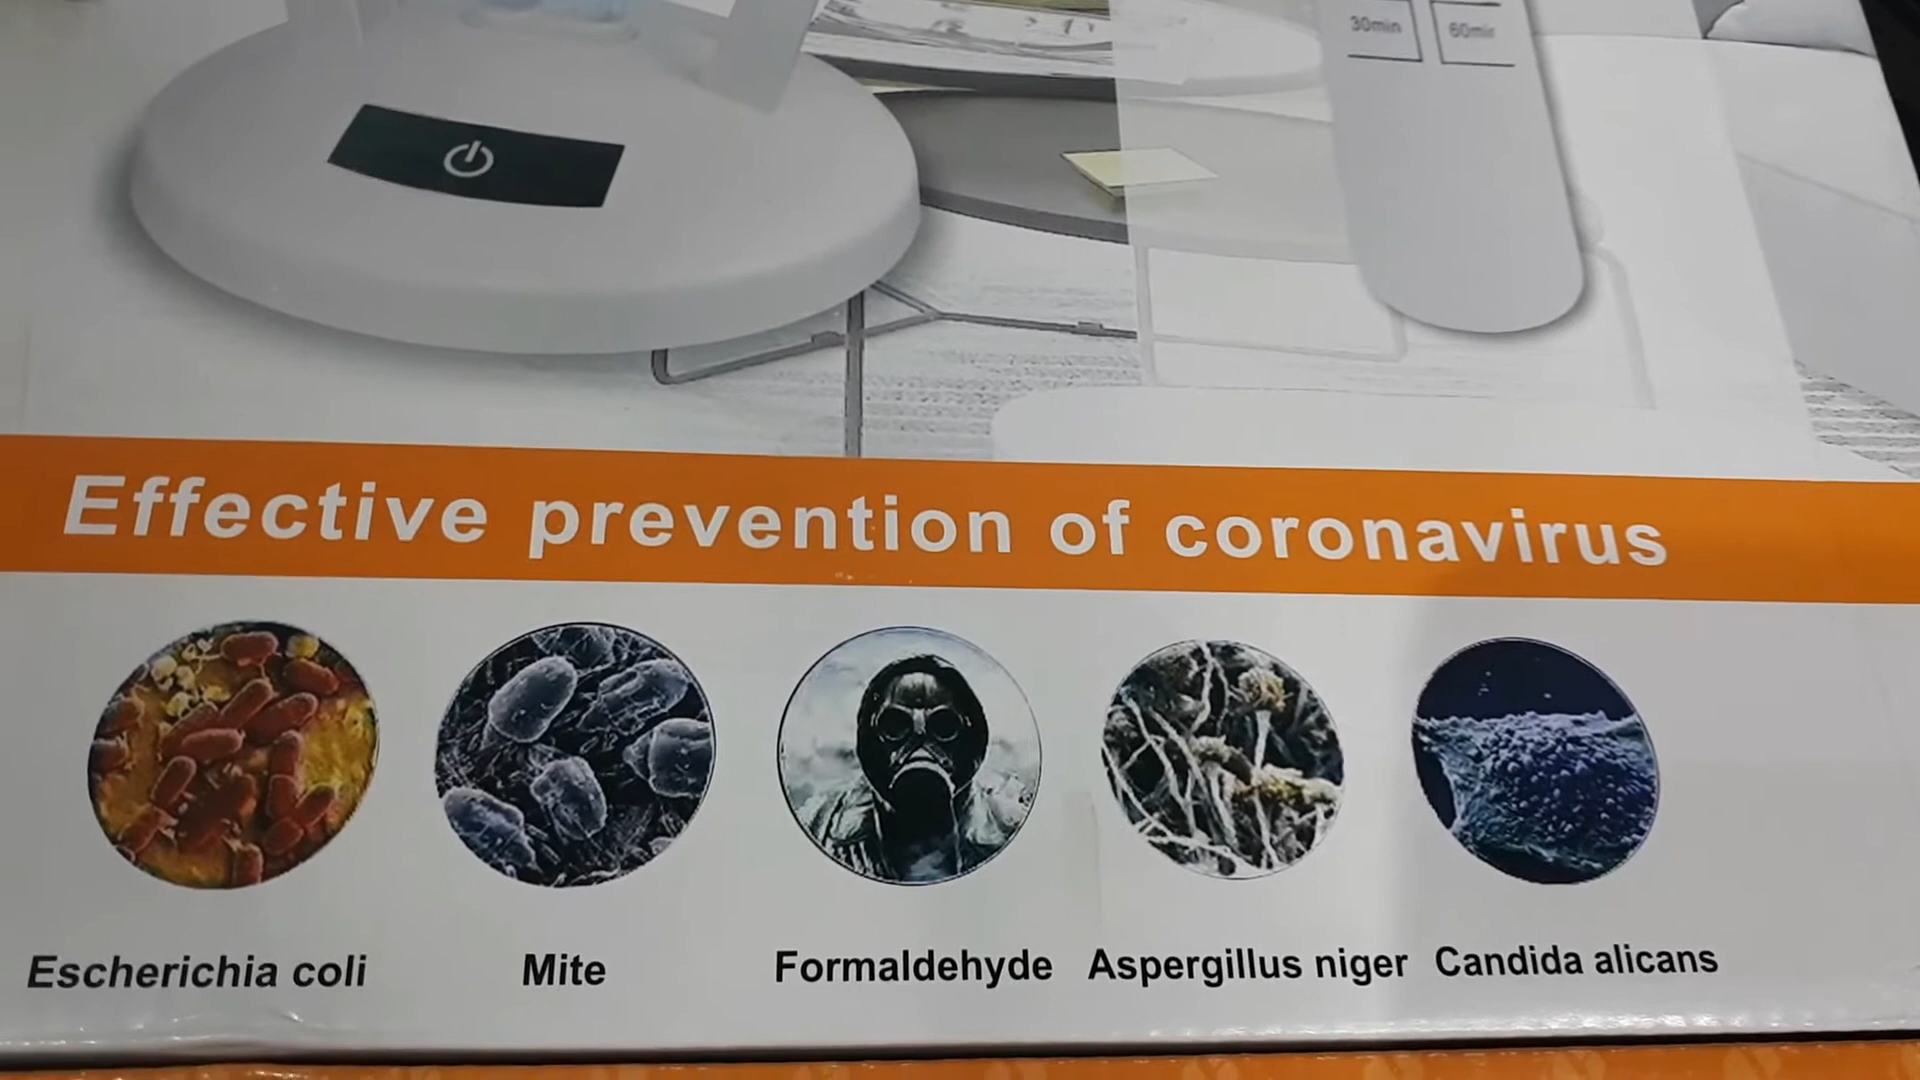 30min 60min
Effective prevention of coronavirus
Escherichia coli Mite Formaldehyde Aspergillus niger Candida alicans